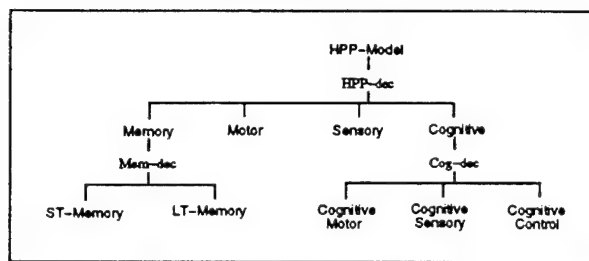 HPP-Model
HPP-dec
Memory Motor Sensory Cognitive
Mem-dec Cog-dec
ST-Memory LT-Memory Cognitive Motor Cognitive Sensory Cognitive Control